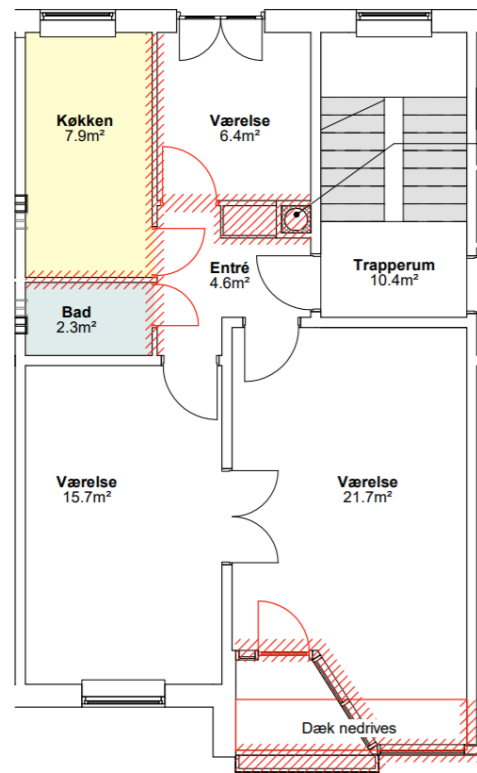 Køkken
7.9m²
Værelse
6.4m²
Entré
4.6m²
Trapperum
10.4m²
Bad
2.3m²
Værelse
15.7m²
Værelse
21.7m²
Dæk nedrives